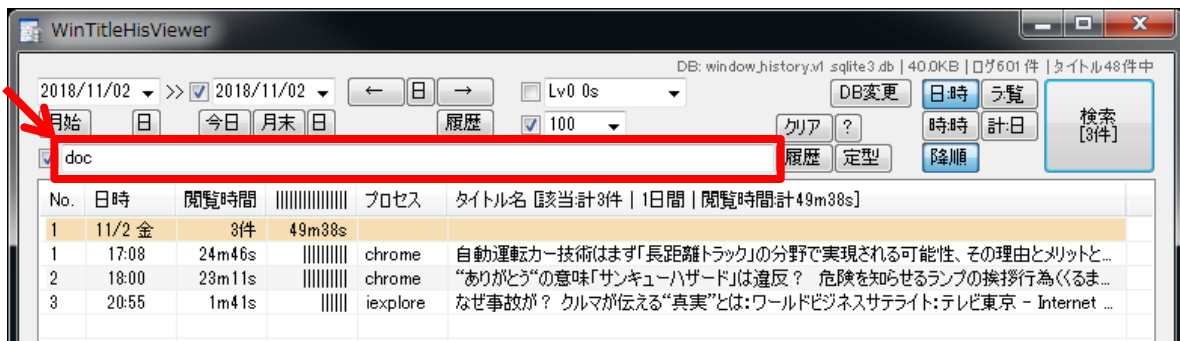 WinTitleHisViewer
DB: window_history.v1.sqlite3.db | 40.0KB | ログ601件 | タイトル48件中
2018/11/02 >> 2018/11/02 ← 日 → Lv0 0s DB変更 日:時 ラ:覧
月始 日 今日 月末 日 履歴 100 クリア ? 時:時 計:日 検索
[3件]
doc 履歴 定型 降順
No. 日時 閲覧時間 |||||||||||||||| プロセス タイトル名 [該当:計3件 | 1日間 | 閲覧時間:計49m38s]
1 11/2 金 3件 49m38s
1 17:08 24m46s |||||||||| chrome 自動運転カー技術はまず「長距離トラック」の分野で実現される可能性、その理由とメリットと...
2 18:00 23m11s |||||||||| chrome “ありがとう“の意味「サンキューハザード」は違反？ 危険を知らせるランプの挨拶行為(くるま...
3 20:55 1m41s |||||| iexplore なぜ事故が？ クルマが伝える“真実”とは：ワールドビジネスサテライト：テレビ東京 - Internet ...